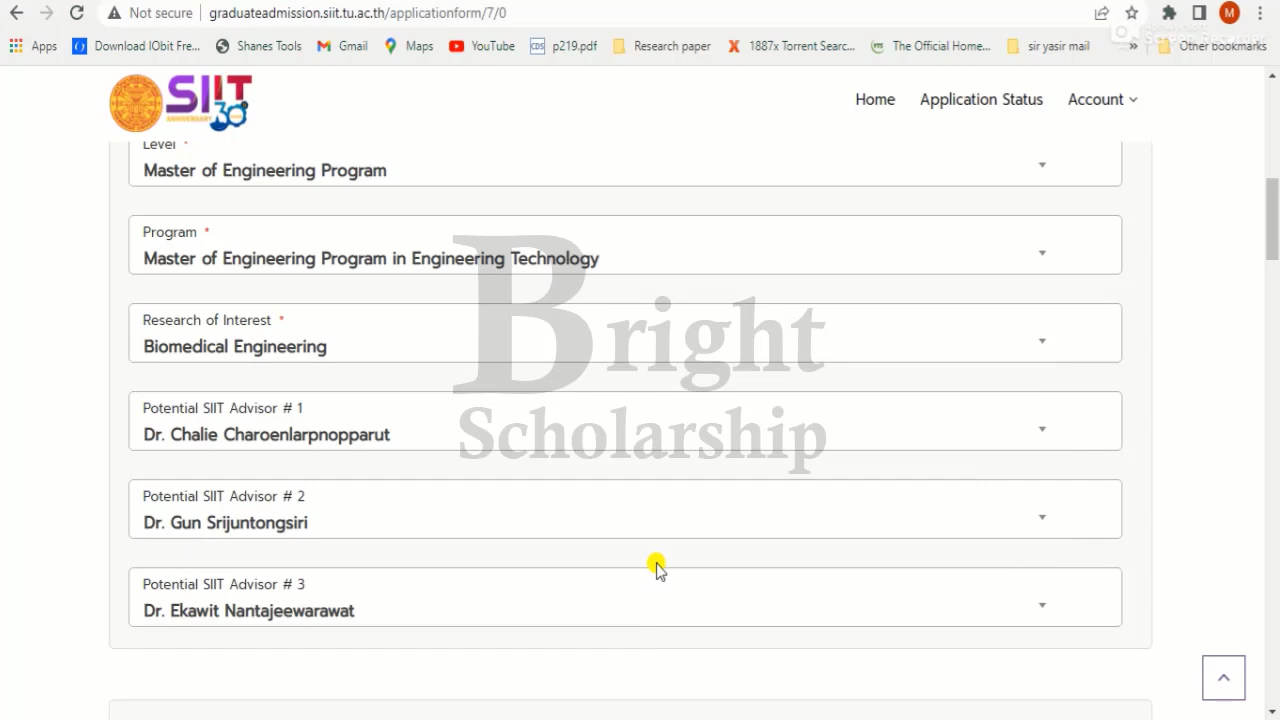 Not secure | graduateadmission.siit.tu.ac.th/applicationform/7/0
M
Apps Download IObit Fre... Shanes Tools Gmail Maps YouTube p219.pdf Research paper 1887x Torrent Searc... The Official Home... sir yasir mail » Other bookmarks
Screen Recorder
SIIT
ANNIVERSARY 30
Home Application Status Account
Level *
Master of Engineering Program
Program *
Master of Engineering Program in Engineering Technology
Research of Interest *
Biomedical Engineering
Bright
Scholarship
Potential SIIT Advisor # 1
Dr. Chalie Charoenlarpnopparut
Potential SIIT Advisor # 2
Dr. Gun Srijuntongsiri
Potential SIIT Advisor # 3
Dr. Ekawit Nantajeewarawat